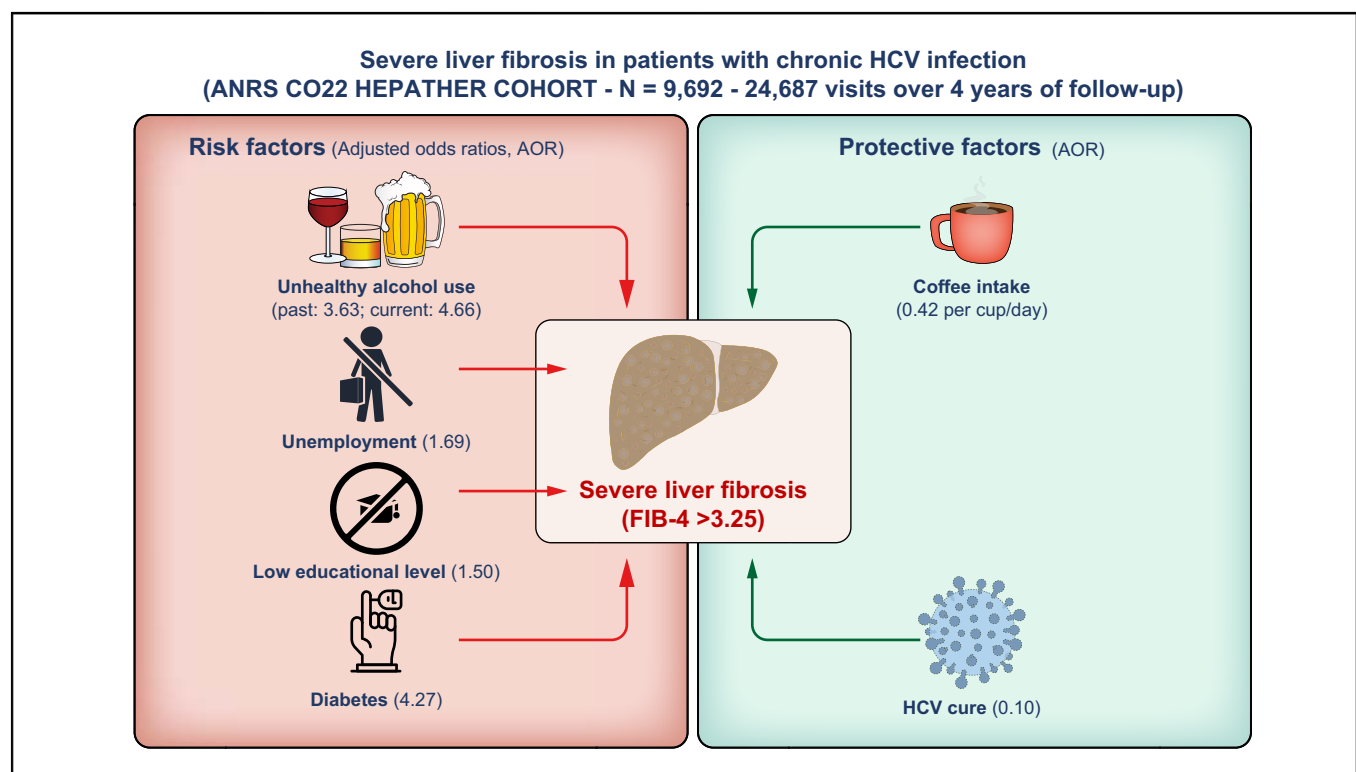 Severe liver fibrosis in patients with chronic HCV infection
(ANRS CO22 HEPATHER COHORT - N = 9,692 - 24,687 visits over 4 years of follow-up)
Risk factors (Adjusted odds ratios, AOR)
Unhealthy alcohol use
(past: 3.63; current: 4.66)
Unemployment (1.69)
Low educational level (1.50)
Diabetes (4.27)
Severe liver fibrosis
(FIB-4 >3.25)
Protective factors (AOR)
Coffee intake
(0.42 per cup/day)
HCV cure (0.10)